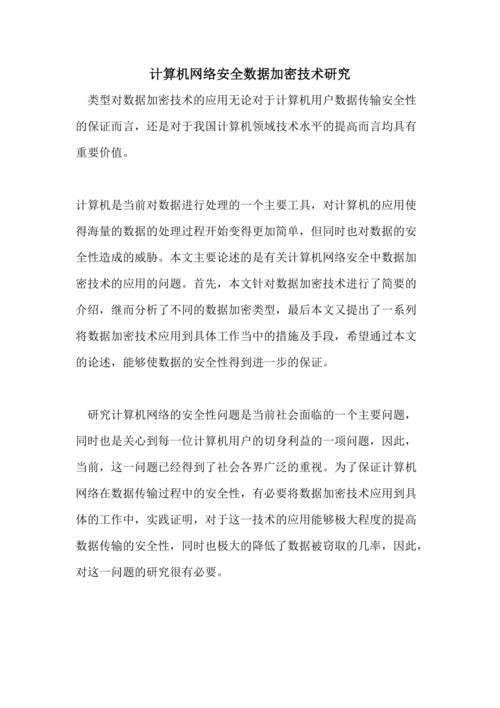 计算机网络安全数据加密技术研究
类型对数据加密技术的应用无论对于计算机用户数据传输安全性
的保证而言，还是对于我国计算机领域技术水平的提高而言均具有
重要价值。
计算机是当前对数据进行处理的一个主要工具，对计算机的应用使
得海量的数据的处理过程开始变得更加简单，但同时也对数据的安
全性造成的威胁。本文主要论述的是有关计算机网络安全中数据加
密技术的应用的问题。首先，本文针对数据加密技术进行了简要的
介绍，继而分析了不同的数据加密类型，最后本文又提出了一系列
将数据加密技术应用到具体工作当中的措施及手段，希望通过本文
的论述，能够使数据的安全性得到进一步的保证。
研究计算机网络的安全性问题是当前社会面临的一个主要问题，
同时也是关心到每一位计算机用户的切身利益的一项问题，因此，
当前，这一问题已经得到了社会各界广泛的重视。为了保证计算机
网络在数据传输过程中的安全性，有必要将数据加密技术应用到具
体的工作中，实践证明，对于这一技术的应用能够极大程度的提高
数据传输的安全性，同时也极大的降低了数据被窃取的几率，因此，
对这一问题的研究很有必要。